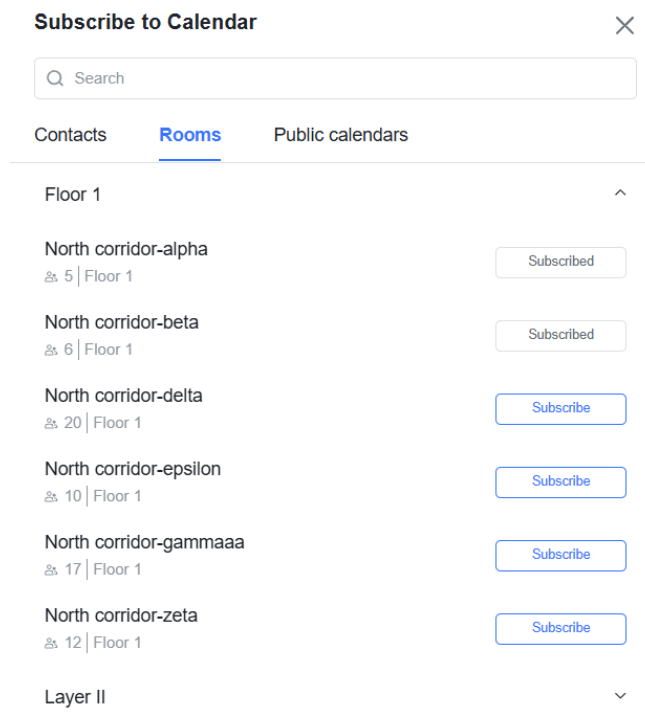 Subscribe to Calendar
Search
Contacts Rooms Public calendars
Floor 1
North corridor-alpha
5 | Floor 1
Subscribed
North corridor-beta
6 | Floor 1
Subscribed
North corridor-delta
20 | Floor 1
Subscribe
North corridor-epsilon
10 | Floor 1
Subscribe
North corridor-gammaaa
17 | Floor 1
Subscribe
North corridor-zeta
12 | Floor 1
Subscribe
Layer II